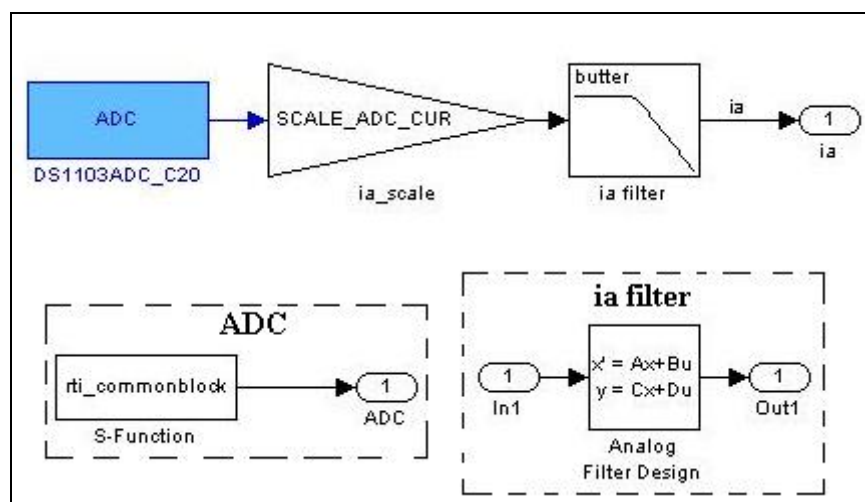 butter
ADC
SCALE_ADC_CUR
ia
1
DS1103ADC_C20
ia_scale
ia filter
ia
ADC
rti_commonblock
1
ADC
S-Function
ia filter
1
In1
x' = Ax+Bu
y = Cx+Du
1
Out1
Analog
Filter Design